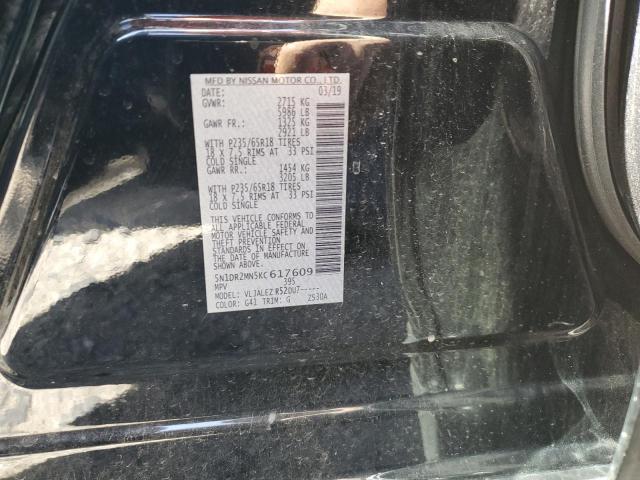 MFD BY NISSAN MOTOR CO., LTD.
DATE: 03/19
GVWR: 2715 KG
5986 LB
GAWR FR.: 1325 KG
2921 LB
WITH P235/65R18 TIRES
18 X 7.5 RIMS AT 33 PSI
COLD SINGLE
GAWR RR.: 1454 KG
3205 LB
WITH P235/65R18 TIRES
18 X 7.5 RIMS AT 33 PSI
COLD SINGLE
THIS VEHICLE CONFORMS TO
ALL APPLICABLE FEDERAL
MOTOR VEHICLE SAFETY AND
THEFT PREVENTION
STANDARDS IN EFFECT ON
THE DATE OF MANUFACTURE
SHOWN ABOVE.
5N1DR2MN5KC617609
MPV 395
MODEL: VLJALEZ R52DU7-----
COLOR: G41 TRIM: G ZS30A